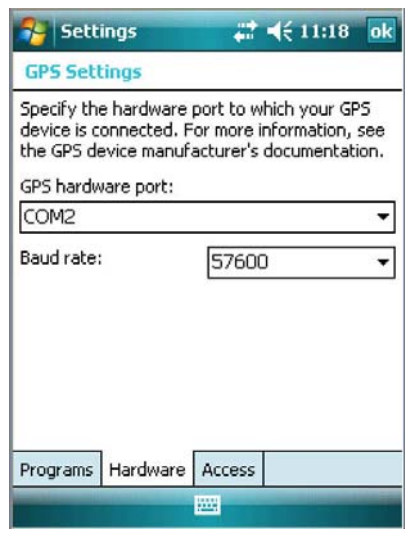 Settings 11:18 ok
GPS Settings
Specify the hardware port to which your GPS
device is connected. For more information, see
the GPS device manufacturer's documentation.
GPS hardware port:
COM2
Baud rate: 57600
Programs Hardware Access